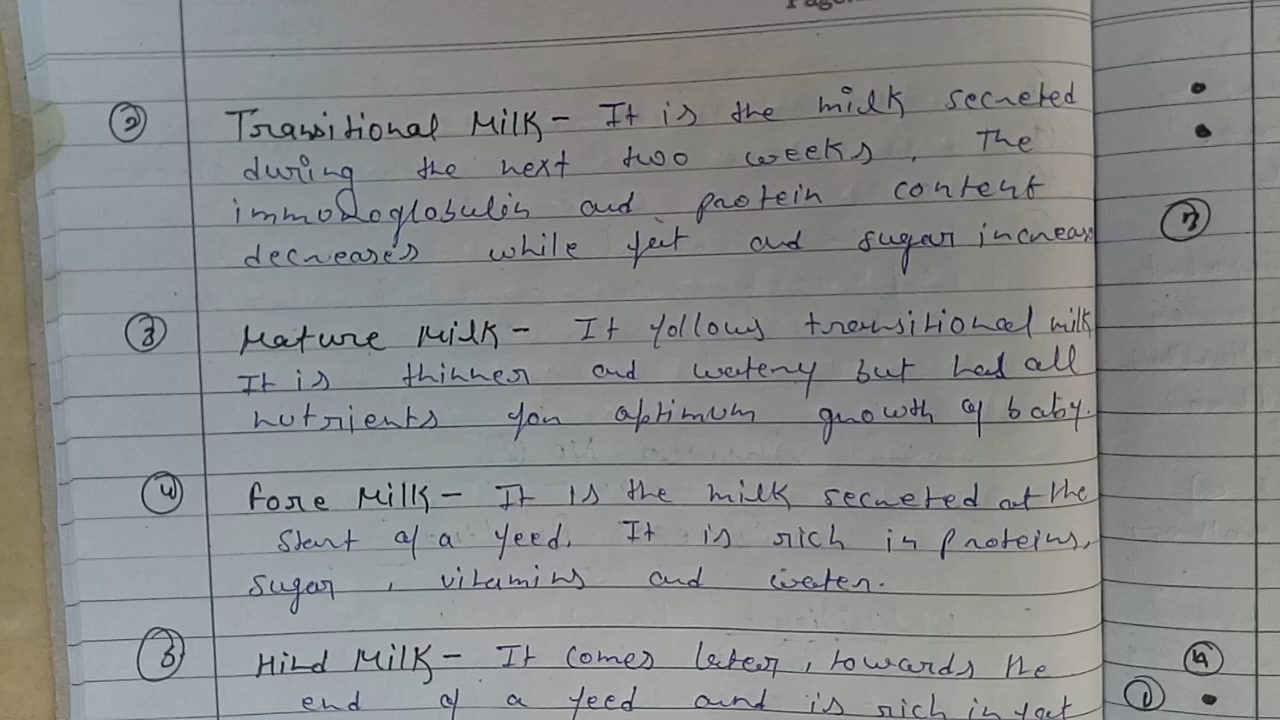 ② Transitional Milk - It is the milk secreted
during the next two weeks. The
immunoglobulin and protein content
decreases while fat and sugar increas
③ Mature Milk - It follows transitional milk
It is thinner and watery but has all
nutrients for optimum growth of baby.
④ Fore Milk - It is the milk secreted at the
start of a feed. It is rich in proteins,
sugar, vitamins and water.
⑤ Hind Milk - It comes later, towards the
end of a feed and is rich in fat
③
④
①